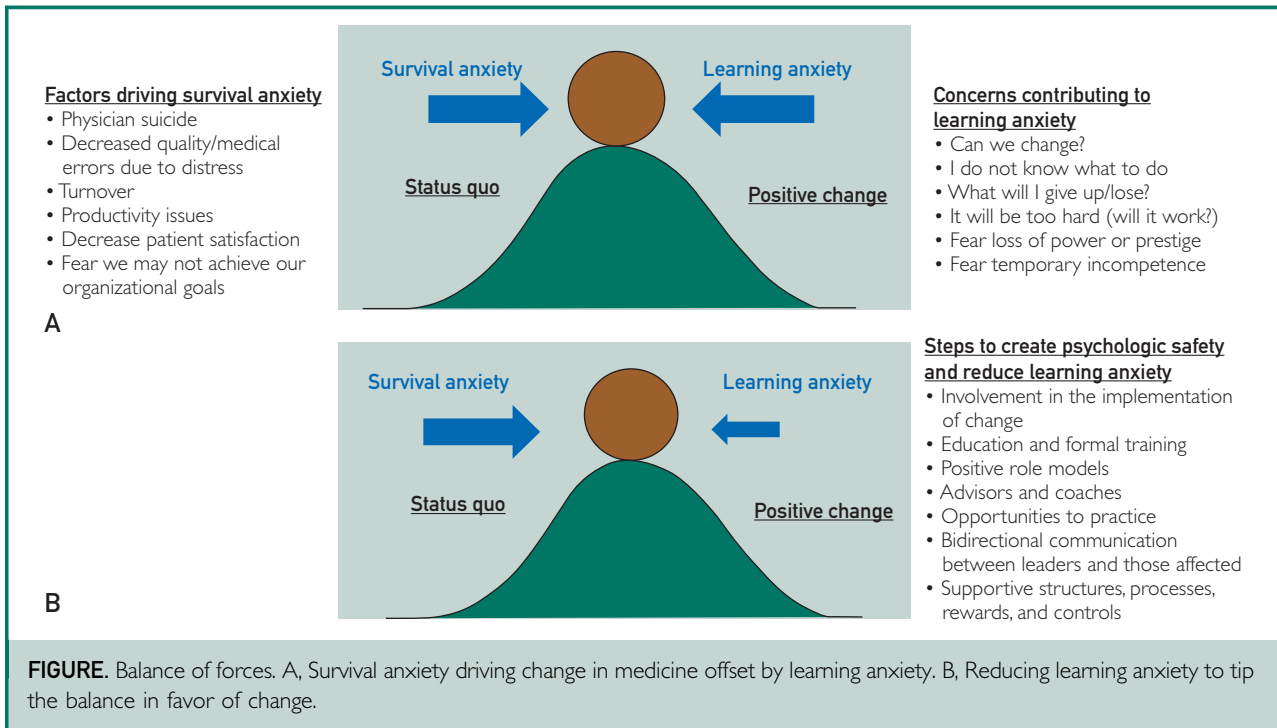 Factors driving survival anxiety
• Physician suicide
• Decreased quality/medical
errors due to distress
• Turnover
• Productivity issues
• Decrease patient satisfaction
• Fear we may not achieve our
organizational goals
A
Survival anxiety
Learning anxiety
Status quo
Positive change
Concerns contributing to
learning anxiety
• Can we change?
• I do not know what to do
• What will I give up/lose?
• It will be too hard (will it work?)
• Fear loss of power or prestige
• Fear temporary incompetence
B
Survival anxiety
Learning anxiety
Status quo
Positive change
Steps to create psychologic safety
and reduce learning anxiety
• Involvement in the implementation
of change
• Education and formal training
• Positive role models
• Advisors and coaches
• Opportunities to practice
• Bidirectional communication
between leaders and those affected
• Supportive structures, processes,
rewards, and controls
FIGURE. Balance of forces. A, Survival anxiety driving change in medicine offset by learning anxiety. B, Reducing learning anxiety to tip
the balance in favor of change.